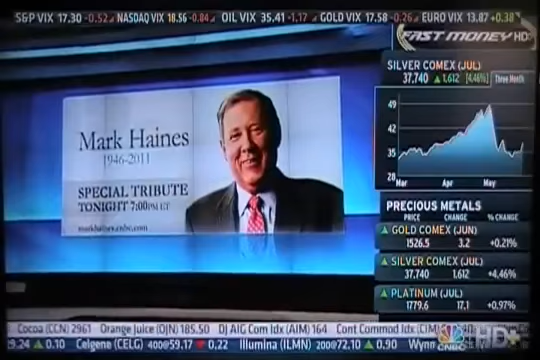 S&P VIX 17.30 -0.52 NASDAQ VIX 18.56 -0.84 OIL VIX 35.41 -1.17 GOLD VIX 17.58 -0.26 EURO VIX 13.87 +0.38
FAST MONEY HD
SILVER COMEX (JUL)
37.740 ▲ 1.612 [4.46%] Three Month
49
42
35
28
Mar Apr May
Mark Haines
1946-2011
SPECIAL TRIBUTE
TONIGHT 7:00PM ET
markhaines.cnbc.com
PRECIOUS METALS
PRICE CHANGE % CHANGE
▲ GOLD COMEX (JUN)
1526.5 3.2 +0.21%
▲ SILVER COMEX (JUL)
37.740 1.612 +4.46%
▲ PLATINUM (JUL)
1779.6 17.1 +0.97%
Cocoa (CCN) 2961 Orange Juice (OJN) 185.50 DJ AIG Com Idx (AIM) 164 Cont Commod Idx
9.24 ▲ 0.10 Celgene (CELG) 400@59.17 ▼ 0.22 Illumina (ILMN) 200@72.10 ▲ 0.90 Wynn
CNBC HD+